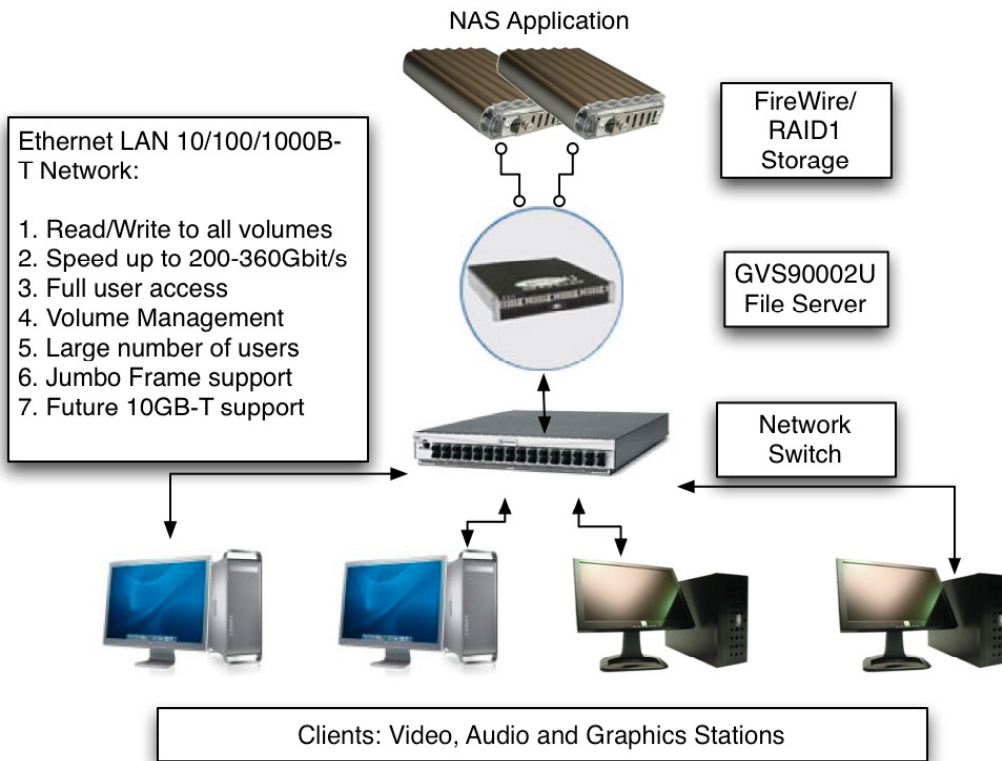 NAS Application
FireWire/
RAID1
Storage
Ethernet LAN 10/100/1000B-
T Network:
1. Read/Write to all volumes
2. Speed up to 200-360Gbit/s
3. Full user access
4. Volume Management
5. Large number of users
6. Jumbo Frame support
7. Future 10GB-T support
GVS90002U
File Server
Network
Switch
Clients: Video, Audio and Graphics Stations